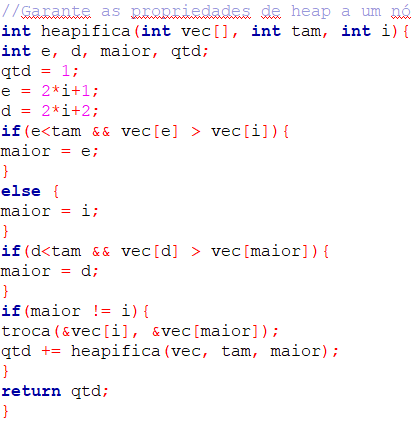 //Garante as propriedades de heap a um nó
int heapifica(int vec[], int tam, int i){
int e, d, maior, qtd;
qtd = 1;
e = 2*i+1;
d = 2*i+2;
if(e<tam && vec[e] > vec[i]){
maior = e;
}
else {
maior = i;
}
if(d<tam && vec[d] > vec[maior]){
maior = d;
}
if(maior != i){
troca(&vec[i], &vec[maior]);
qtd += heapifica(vec, tam, maior);
}
return qtd;
}